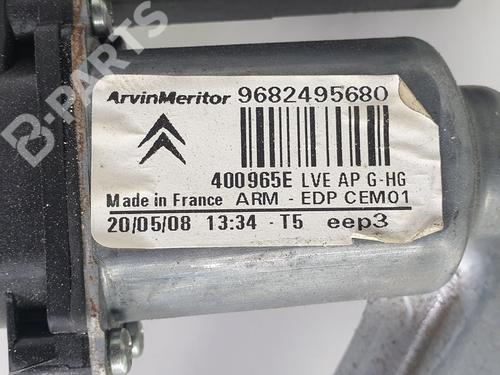 ArvinMeritor 9682495680
400965E LVE AP G-HG
Made in France ARM - EDP CEM01
20/05/08 13:34 - T5 eep3
B-PARTS